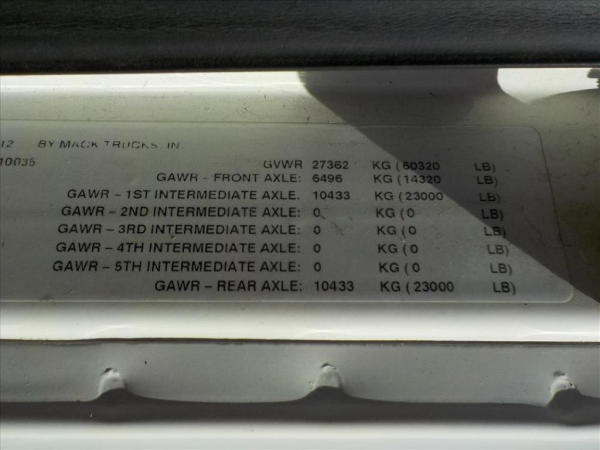 12 BY MACK TRUCKS, IN
10035
GVWR 27362 KG (60320 LB)
GAWR - FRONT AXLE: 6496 KG (14320 LB)
GAWR - 1ST INTERMEDIATE AXLE: 10433 KG (23000 LB)
GAWR - 2ND INTERMEDIATE AXLE: 0 KG (0 LB)
GAWR - 3RD INTERMEDIATE AXLE: 0 KG (0 LB)
GAWR - 4TH INTERMEDIATE AXLE: 0 KG (0 LB)
GAWR - 5TH INTERMEDIATE AXLE: 0 KG (0 LB)
GAWR - REAR AXLE: 10433 KG (23000 LB)